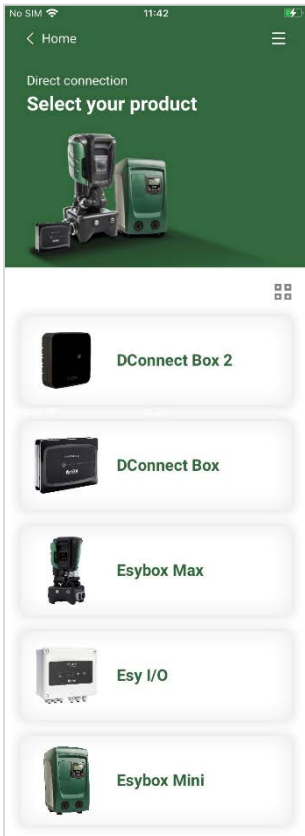 No SIM 11:42
Home
Direct connection
Select your product
DConnect Box 2
DConnect Box
Esybox Max
Esy I/O
Esybox Mini